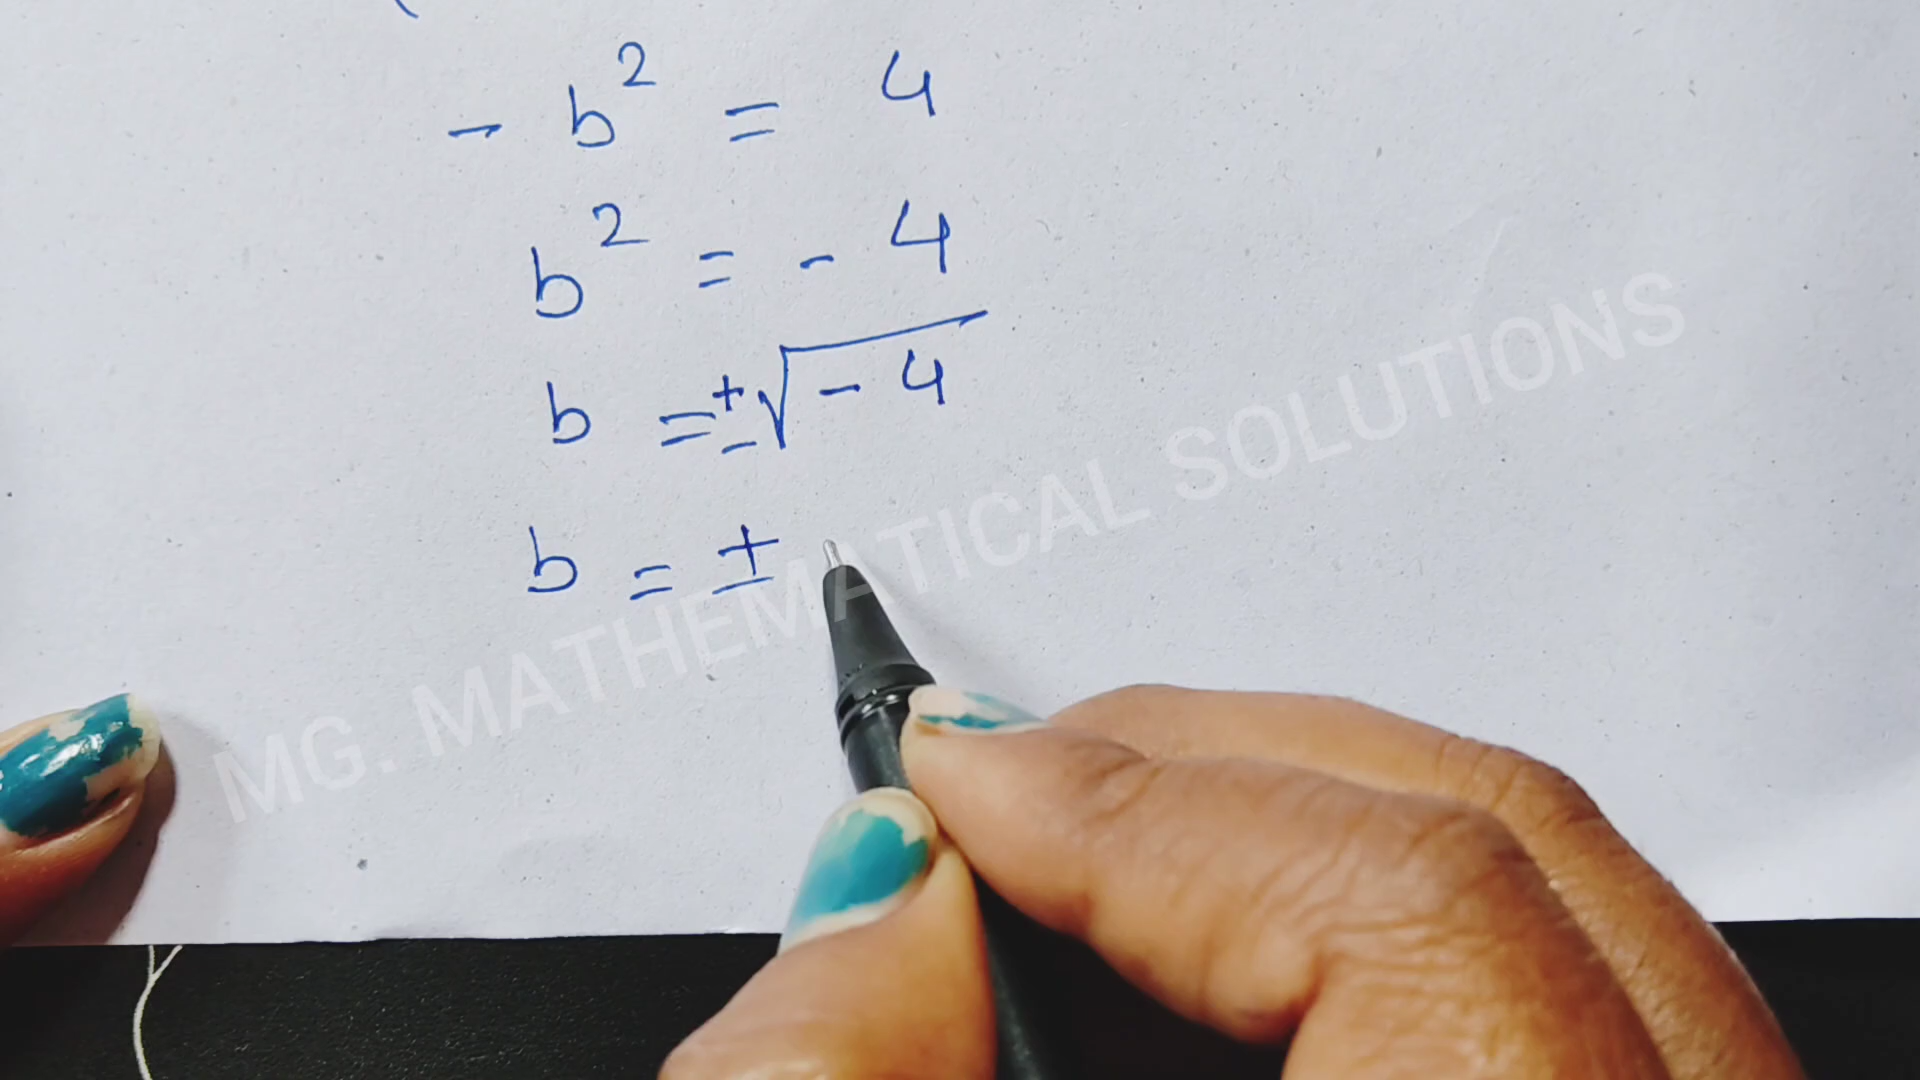 - b² = 4
b² = - 4
b = ±√-4
b = ±
MG. MATHEMATICAL SOLUTIONS